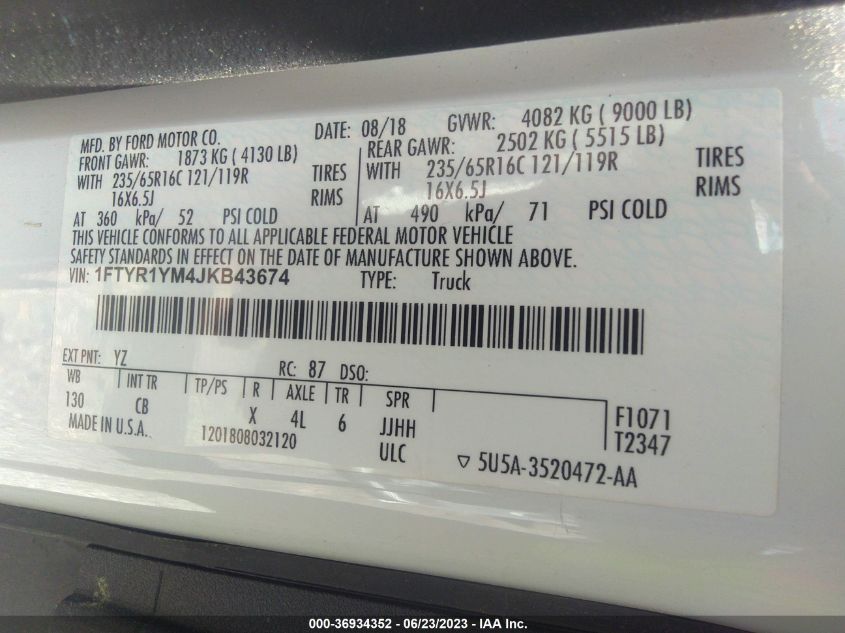 MFD. BY FORD MOTOR CO. DATE: 08/18 GVWR: 4082 KG ( 9000 LB)
FRONT GAWR: 1873 KG ( 4130 LB) REAR GAWR: 2502 KG ( 5515 LB)
WITH 235/65R16C 121/119R TIRES WITH 235/65R16C 121/119R TIRES
16X6.5J RIMS 16X6.5J RIMS
AT 360 kPa/ 52 PSI COLD AT 490 kPa/ 71 PSI COLD
THIS VEHICLE CONFORMS TO ALL APPLICABLE FEDERAL MOTOR VEHICLE
SAFETY STANDARDS IN EFFECT ON THE DATE OF MANUFACTURE SHOWN ABOVE.
VIN: 1FTYR1YM4JKB43674 TYPE: Truck
EXT PNT: YZ RC: 87 DSO:
WB INT TR TP/PS R AXLE TR SPR
130 CB X 4L 6 JJHH F1071
MADE IN U.S.A. 1201808032120 ULC T2347
▽ 5U5A-3520472-AA
000-36934352 - 06/23/2023 - IAA Inc.